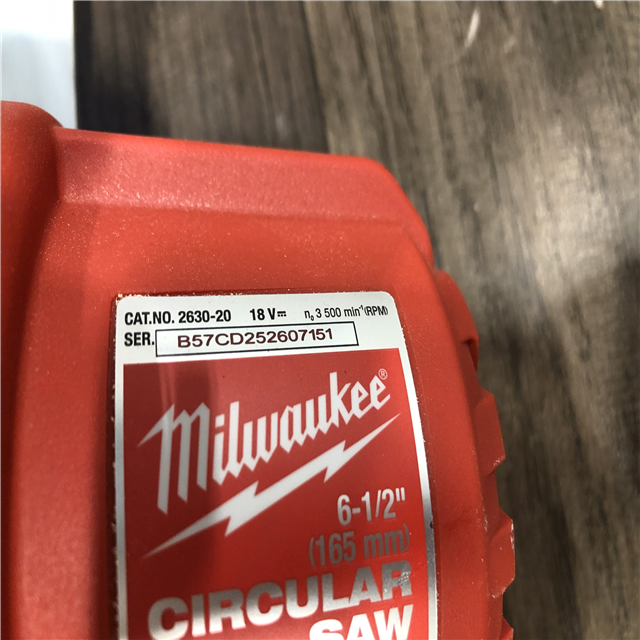 CAT.NO. 2630-20 18 V⎓ n₀ 3 500 min⁻¹(RPM)
SER. B57CD252607151
Milwaukee®
6-1/2"
(165 mm)
CIRCULAR
SAW